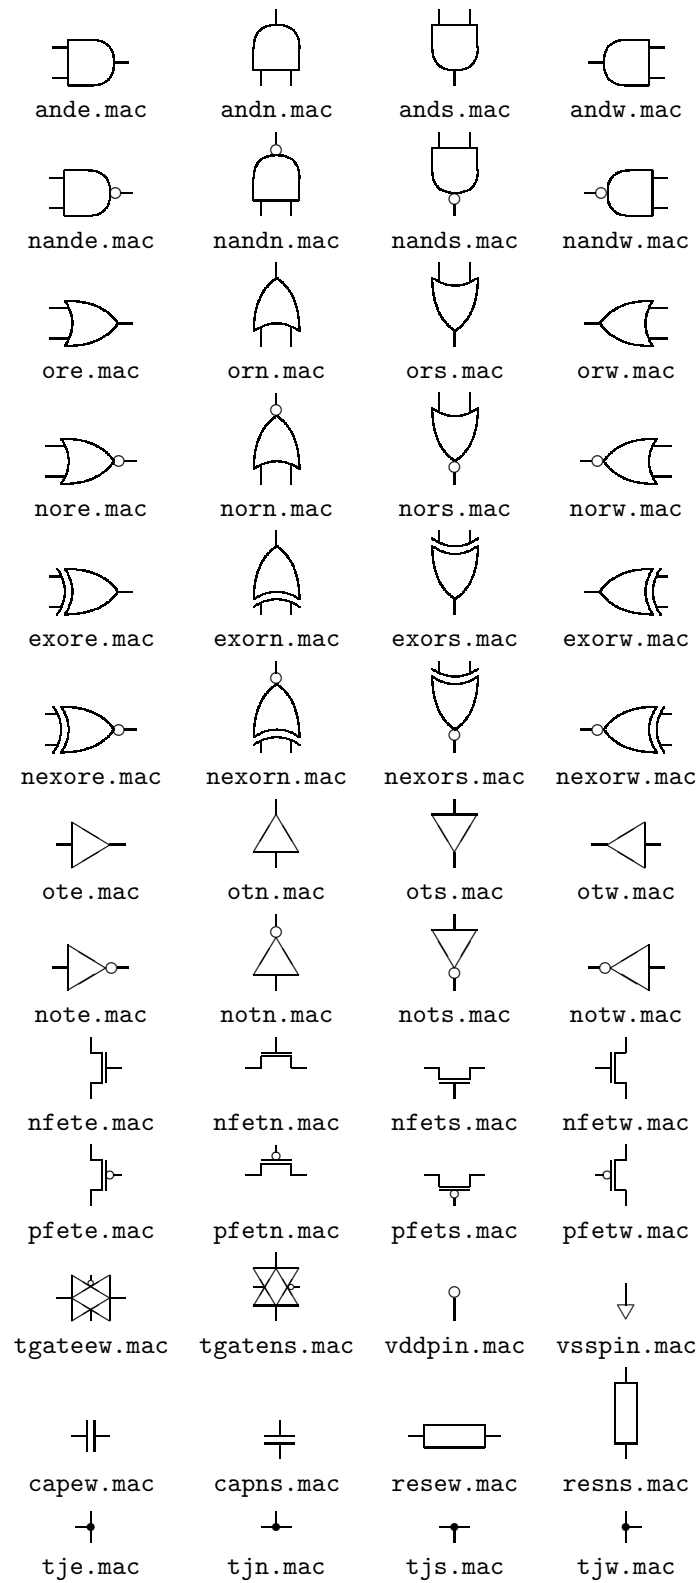 ande.mac andn.mac ands.mac andw.mac
nande.mac nandn.mac nands.mac nandw.mac
ore.mac orn.mac ors.mac orw.mac
nore.mac norn.mac nors.mac norw.mac
exore.mac exorn.mac exors.mac exorw.mac
nexore.mac nexorn.mac nexors.mac nexorw.mac
ote.mac otn.mac ots.mac otw.mac
note.mac notn.mac nots.mac notw.mac
nfete.mac nfetn.mac nfets.mac nfetw.mac
pfete.mac pfetn.mac pfets.mac pfetw.mac
tgateew.mac tgatens.mac vddpin.mac vsspin.mac
capew.mac capns.mac resew.mac resns.mac
tje.mac tjn.mac tjs.mac tjw.mac